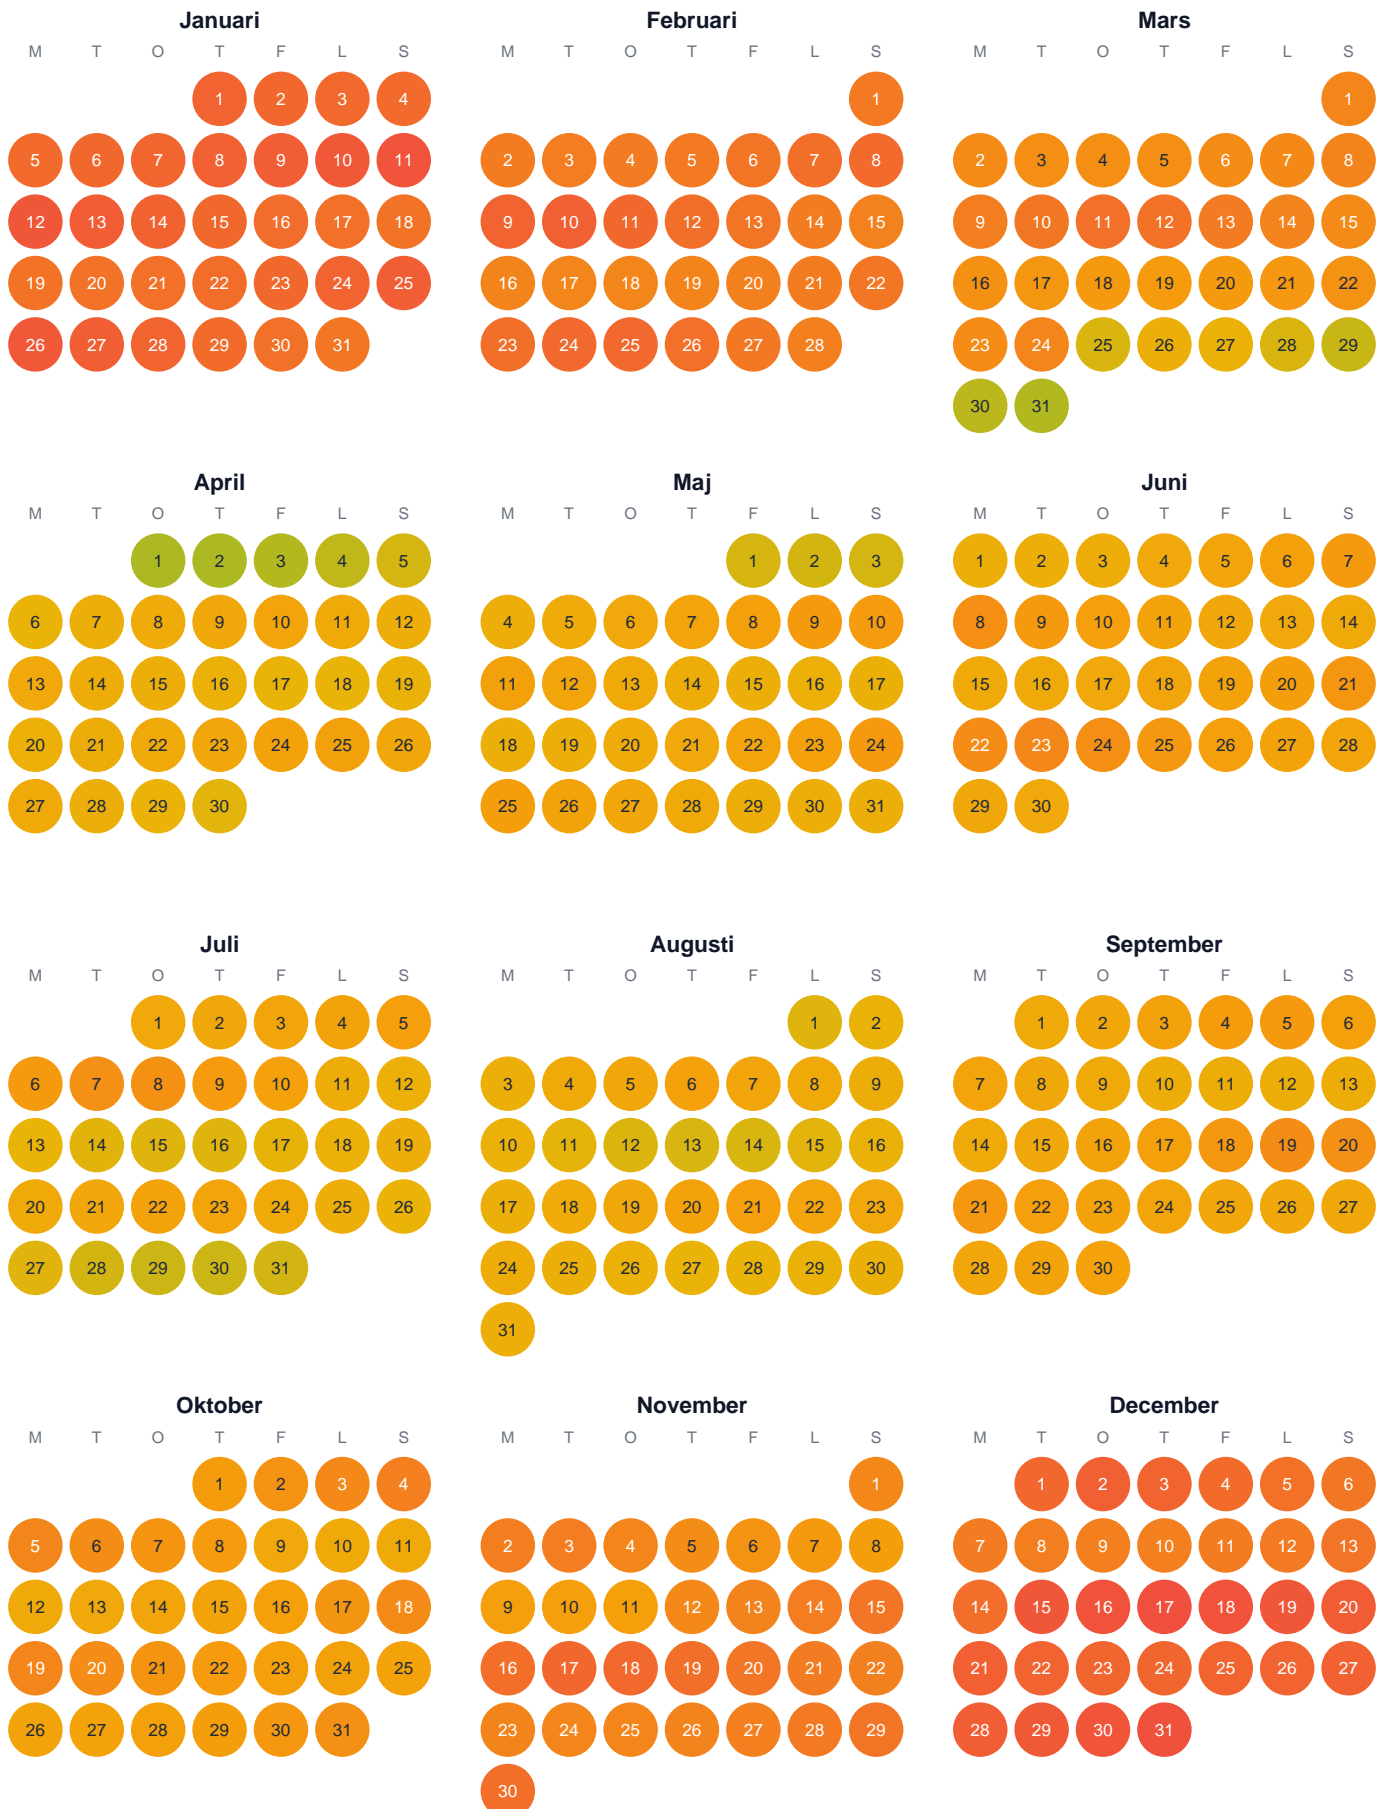 Januari Februari Mars
M T O T F L S M T O T F L S M T O T F L S
1 2 3 4 1 1
5 6 7 8 9 10 11 2 3 4 5 6 7 8 2 3 4 5 6 7 8
12 13 14 15 16 17 18 9 10 11 12 13 14 15 9 10 11 12 13 14 15
19 20 21 22 23 24 25 16 17 18 19 20 21 22 16 17 18 19 20 21 22
26 27 28 29 30 31 23 24 25 26 27 28 23 24 25 26 27 28 29
30 31
April Maj Juni
M T O T F L S M T O T F L S M T O T F L S
1 2 3 4 5 1 2 3 1 2 3 4 5 6 7
6 7 8 9 10 11 12 4 5 6 7 8 9 10 8 9 10 11 12 13 14
13 14 15 16 17 18 19 11 12 13 14 15 16 17 15 16 17 18 19 20 21
20 21 22 23 24 25 26 18 19 20 21 22 23 24 22 23 24 25 26 27 28
27 28 29 30 25 26 27 28 29 30 31 29 30
Juli Augusti September
M T O T F L S M T O T F L S M T O T F L S
1 2 3 4 5 1 2 1 2 3 4 5 6
6 7 8 9 10 11 12 3 4 5 6 7 8 9 7 8 9 10 11 12 13
13 14 15 16 17 18 19 10 11 12 13 14 15 16 14 15 16 17 18 19 20
20 21 22 23 24 25 26 17 18 19 20 21 22 23 21 22 23 24 25 26 27
27 28 29 30 31 24 25 26 27 28 29 30 28 29 30
31
Oktober November December
M T O T F L S M T O T F L S M T O T F L S
1 2 3 4 1 1 2 3 4 5 6
5 6 7 8 9 10 11 2 3 4 5 6 7 8 7 8 9 10 11 12 13
12 13 14 15 16 17 18 9 10 11 12 13 14 15 14 15 16 17 18 19 20
19 20 21 22 23 24 25 16 17 18 19 20 21 22 21 22 23 24 25 26 27
26 27 28 29 30 31 23 24 25 26 27 28 29 28 29 30 31
30